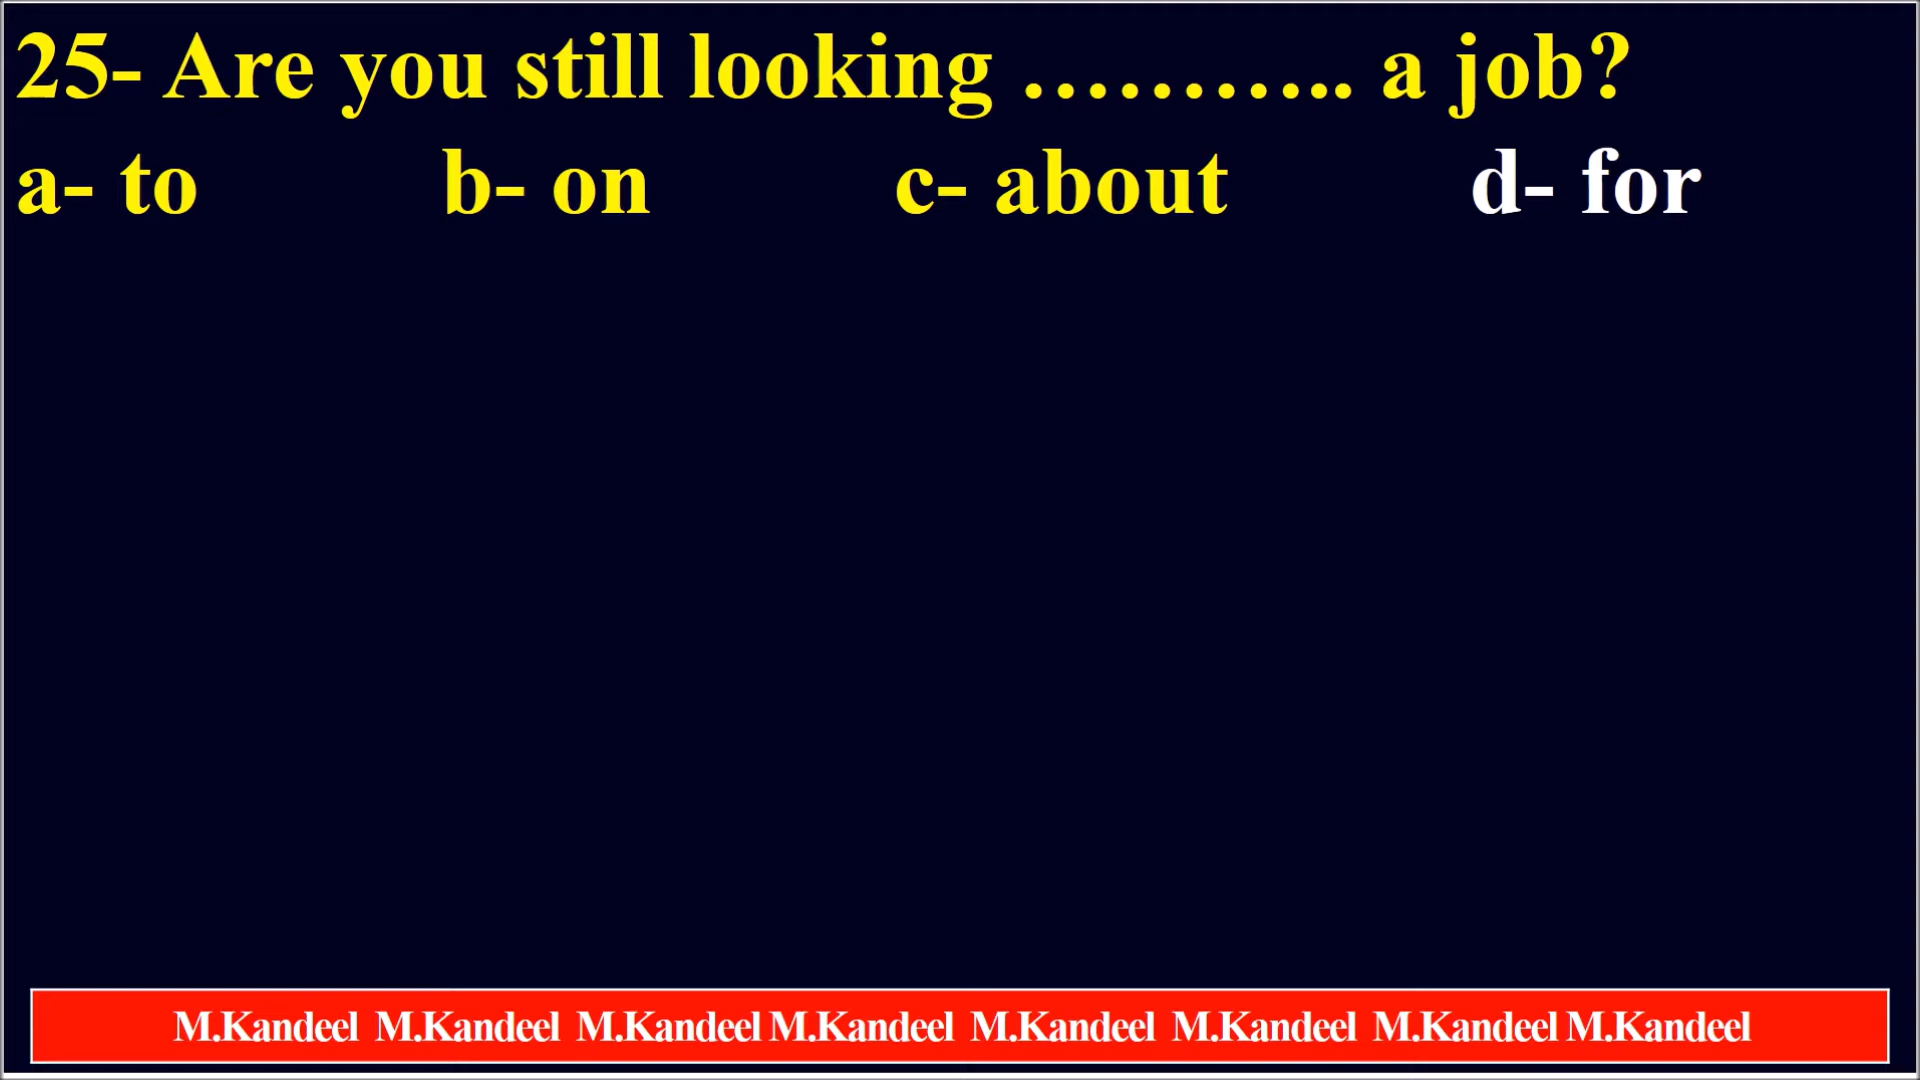 25- Are you still looking ……….. a job?
a- to b- on c- about d- for
M.Kandeel M.Kandeel M.Kandeel M.Kandeel M.Kandeel M.Kandeel M.Kandeel M.Kandeel